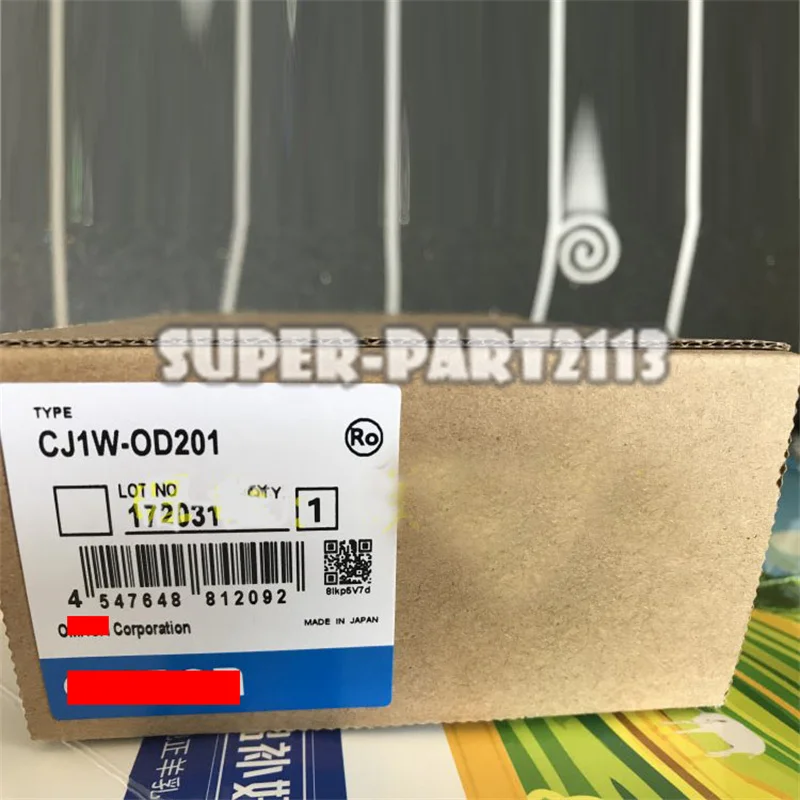 SUPER-PART2113
TYPE
CJ1W-OD201
Ro
LOT NO QTY
172031 1
4 547648 812092
8lkp5V7d
Corporation
MADE IN JAPAN